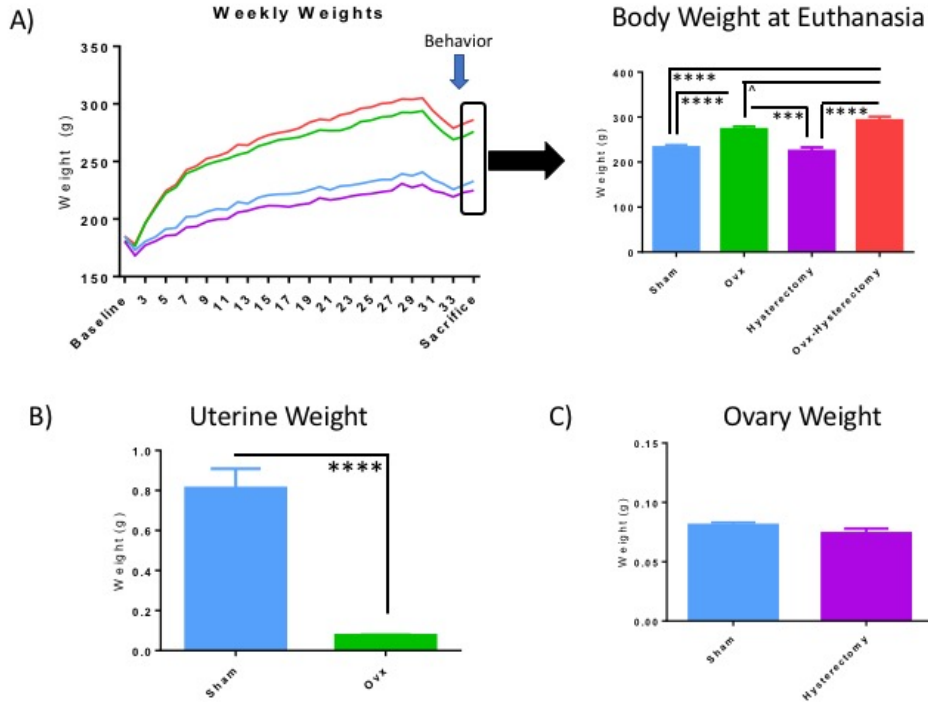 A)
Weekly Weights
Behavior
Weight (g)
350
300
250
200
150
Baseline
3
5
7
9
11
13
15
17
19
21
23
25
27
29
31
33
Sacrifice
Body Weight at Euthanasia
Weight (g)
400
300
200
100
0
****
****
^
***
****
Sham
Ovx
Hysterectomy
Ovx-Hysterectomy
B)
Uterine Weight
Weight (g)
1.0
0.8
0.6
0.4
0.2
0.0
****
Sham
Ovx
C)
Ovary Weight
Weight (g)
0.15
0.10
0.05
0.00
Sham
Hysterectomy